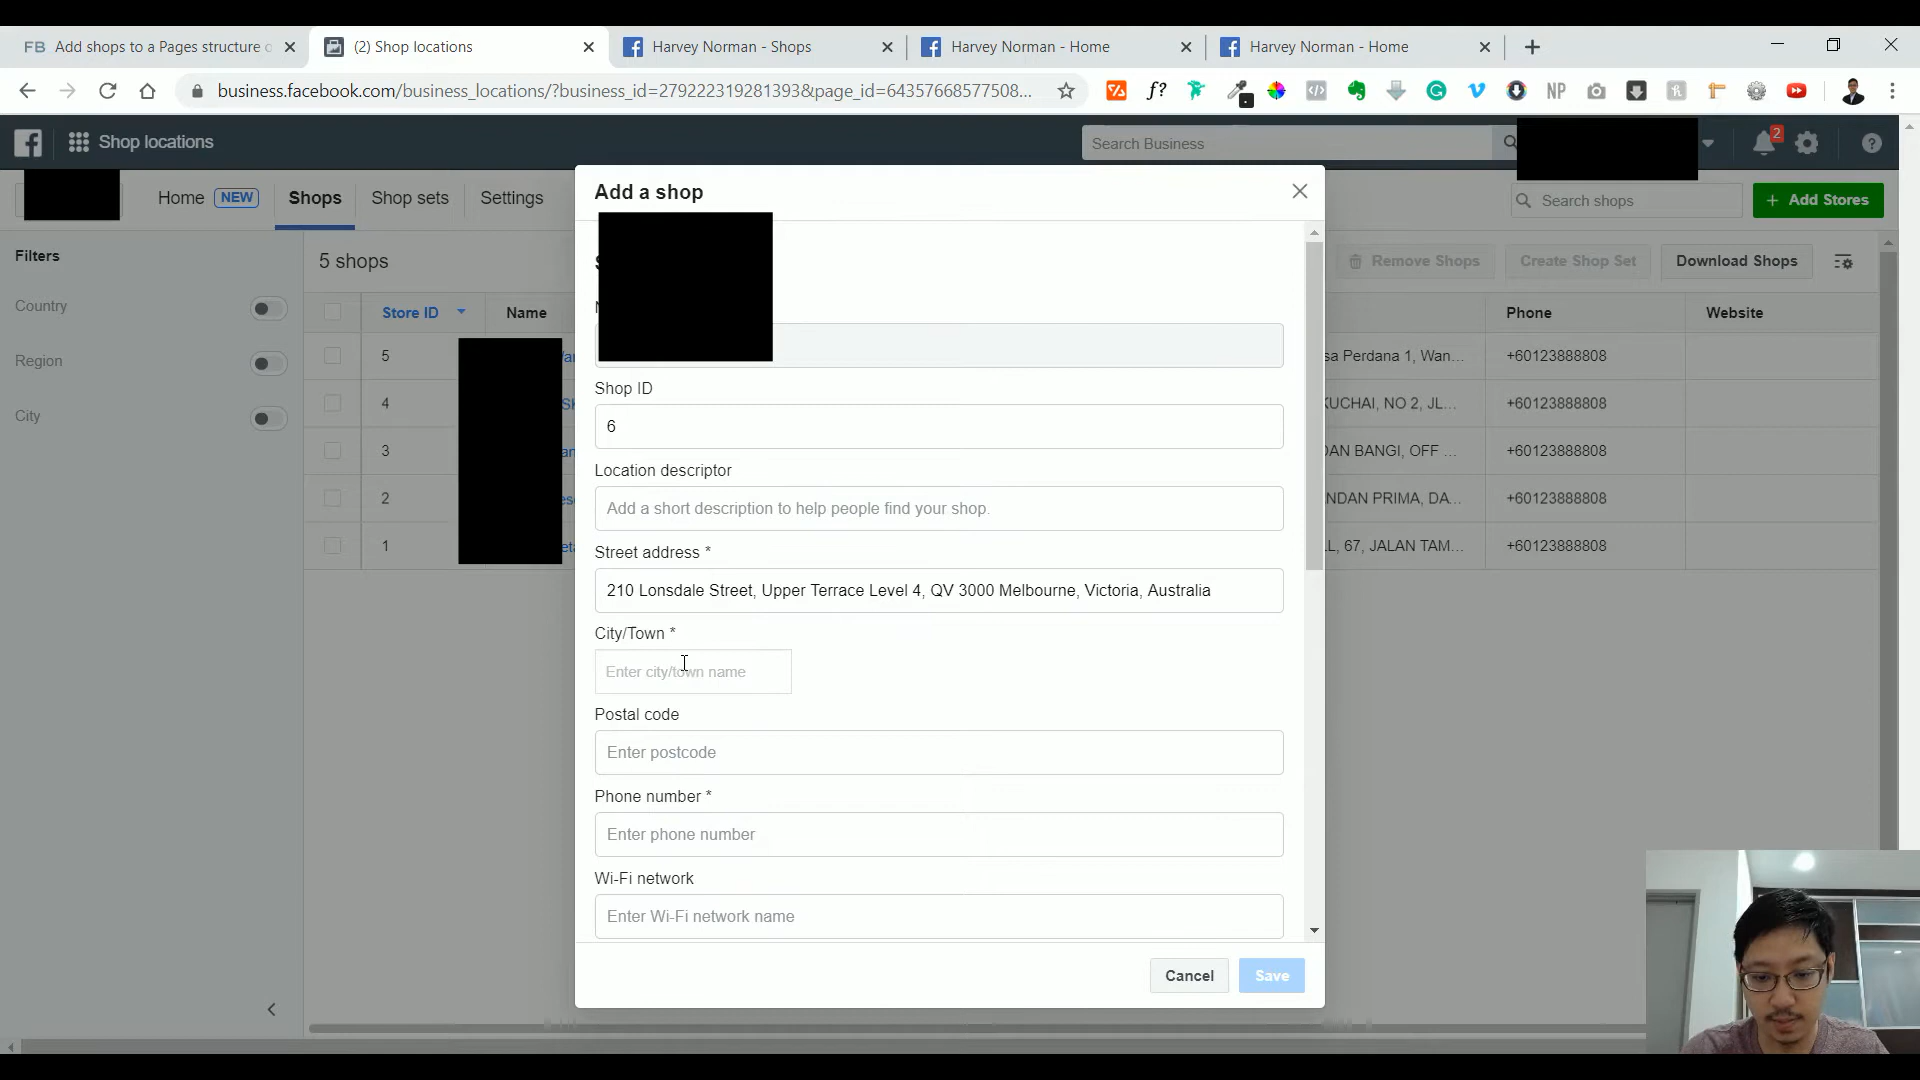 FB Add shops to a Pages structure
(2) Shop locations
Harvey Norman - Shops
Harvey Norman - Home
Harvey Norman - Home
business.facebook.com/business_locations/?business_id=279222319281393&page_id=64357668577508...
f?
NP
Shop locations
Search Business
2
Home NEW
Shops
Shop sets
Settings
Search shops
+ Add Stores
Filters
Country
Region
City
5 shops
Remove Shops
Create Shop Set
Download Shops
Store ID
Name
Phone
Website
5
sa Perdana 1, Wan...
+60123888808
4
KUCHAI, NO 2, JL...
+60123888808
3
DAN BANGI, OFF ...
+60123888808
2
NDAN PRIMA, DA...
+60123888808
1
L, 67, JALAN TAM...
+60123888808
Add a shop
Shop ID
6
Location descriptor
Add a short description to help people find your shop.
Street address *
210 Lonsdale Street, Upper Terrace Level 4, QV 3000 Melbourne, Victoria, Australia
City/Town *
Enter city/town name
Postal code
Enter postcode
Phone number *
Enter phone number
Wi-Fi network
Enter Wi-Fi network name
Cancel
Save